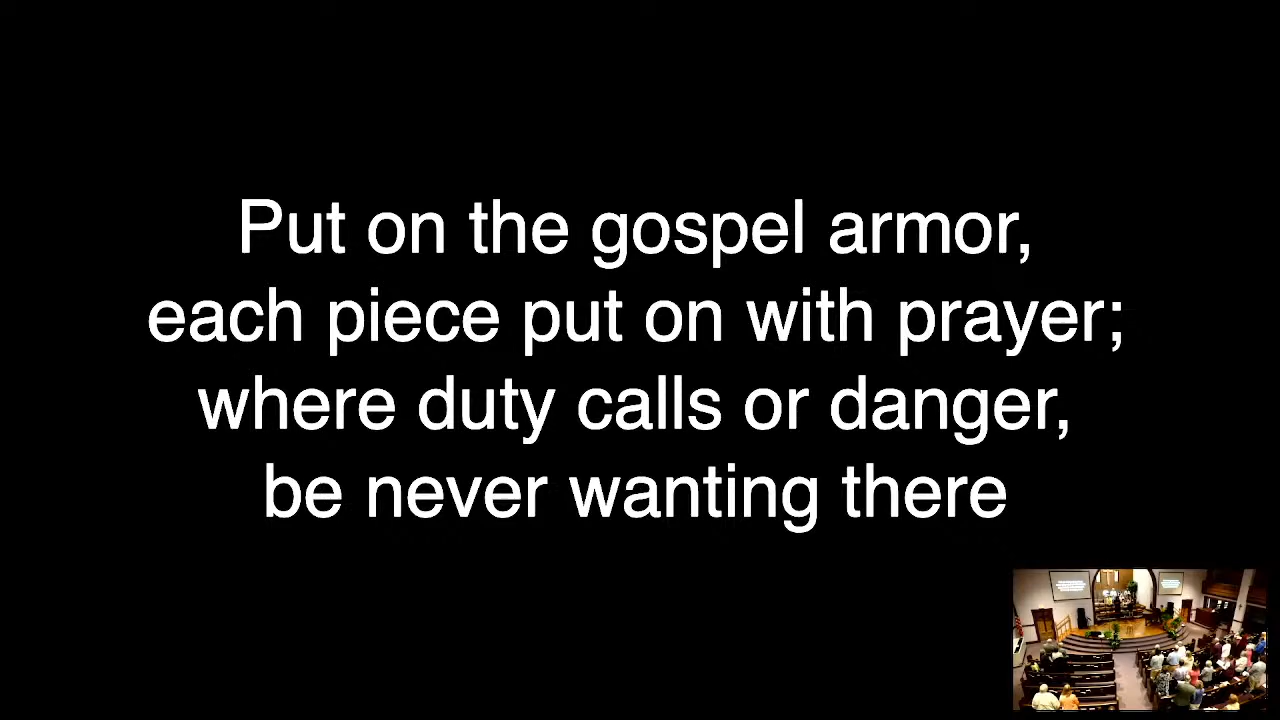 Put on the gospel armor,
each piece put on with prayer;
where duty calls or danger,
be never wanting there